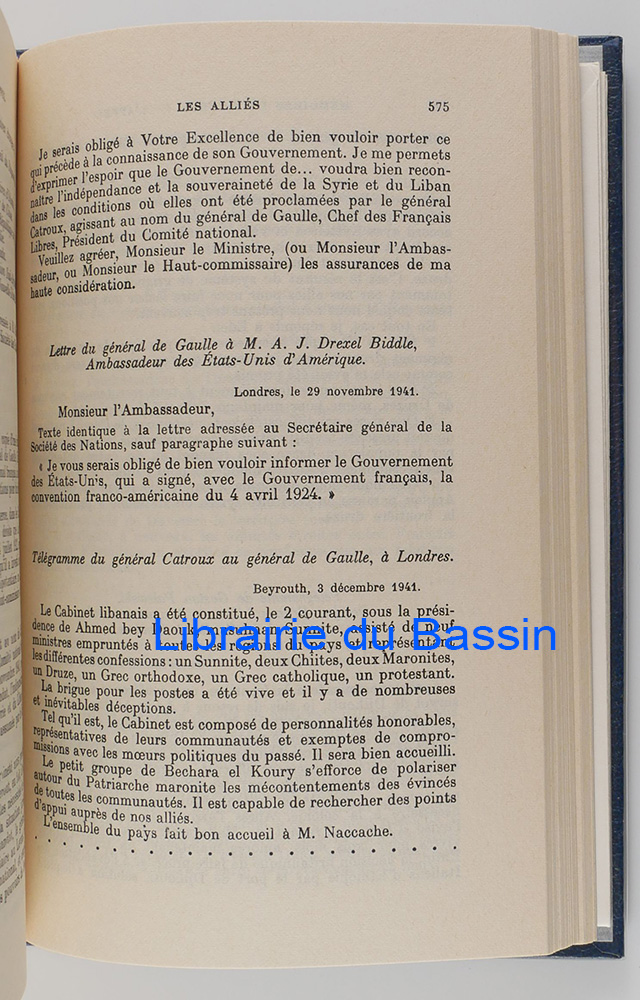 LES ALLIÉS 575
Je serais obligé à Votre Excellence de bien vouloir porter ce
qui précède à la connaissance de son Gouvernement. Je me permets
d'exprimer l'espoir que le Gouvernement de... voudra bien recon-
naître l'indépendance et la souveraineté de la Syrie et du Liban
dans les conditions où elles ont été proclamées par le général
Catroux, agissant au nom du général de Gaulle, Chef des Français
Libres, Président du Comité national.
Veuillez agréer, Monsieur le Ministre, (ou Monsieur l'Ambas-
sadeur, ou Monsieur le Haut-commissaire) les assurances de ma
haute considération.
Lettre du général de Gaulle à M. A. J. Drexel Biddle,
Ambassadeur des États-Unis d'Amérique.
Londres, le 29 novembre 1941.
Monsieur l'Ambassadeur,
Texte identique à la lettre adressée au Secrétaire général de la
Société des Nations, sauf paragraphe suivant :
« Je vous serais obligé de bien vouloir informer le Gouvernement
des États-Unis, qui a signé, avec le Gouvernement français, la
convention franco-américaine du 4 avril 1924. »
Télégramme du général Catroux au général de Gaulle, à Londres.
Beyrouth, 3 décembre 1941.
Le Cabinet libanais a été constitué, le 2 courant, sous la prési-
dence de Ahmed bey Daouk, musulman Sunnite, assisté de neuf
ministres empruntés à toutes les régions du pays et représentant
les différentes confessions : un Sunnite, deux Chiites, deux Maronites,
un Druze, un Grec orthodoxe, un Grec catholique, un protestant.
La brigue pour les postes a été vive et il y a de nombreuses
et inévitables déceptions.
Tel qu'il est, le Cabinet est composé de personnalités honorables,
représentatives de leurs communautés et exemptes de compro-
missions avec les mœurs politiques du passé. Il sera bien accueilli.
Le petit groupe de Bechara el Koury s'efforce de polariser
autour du Patriarche maronite les mécontentements des évincés
de toutes les communautés. Il est capable de rechercher des points
d'appui auprès de nos alliés.
L'ensemble du pays fait bon accueil à M. Naccache.
. . . . . . . . . . . . . . . . . . . .
Librairie du Bassin